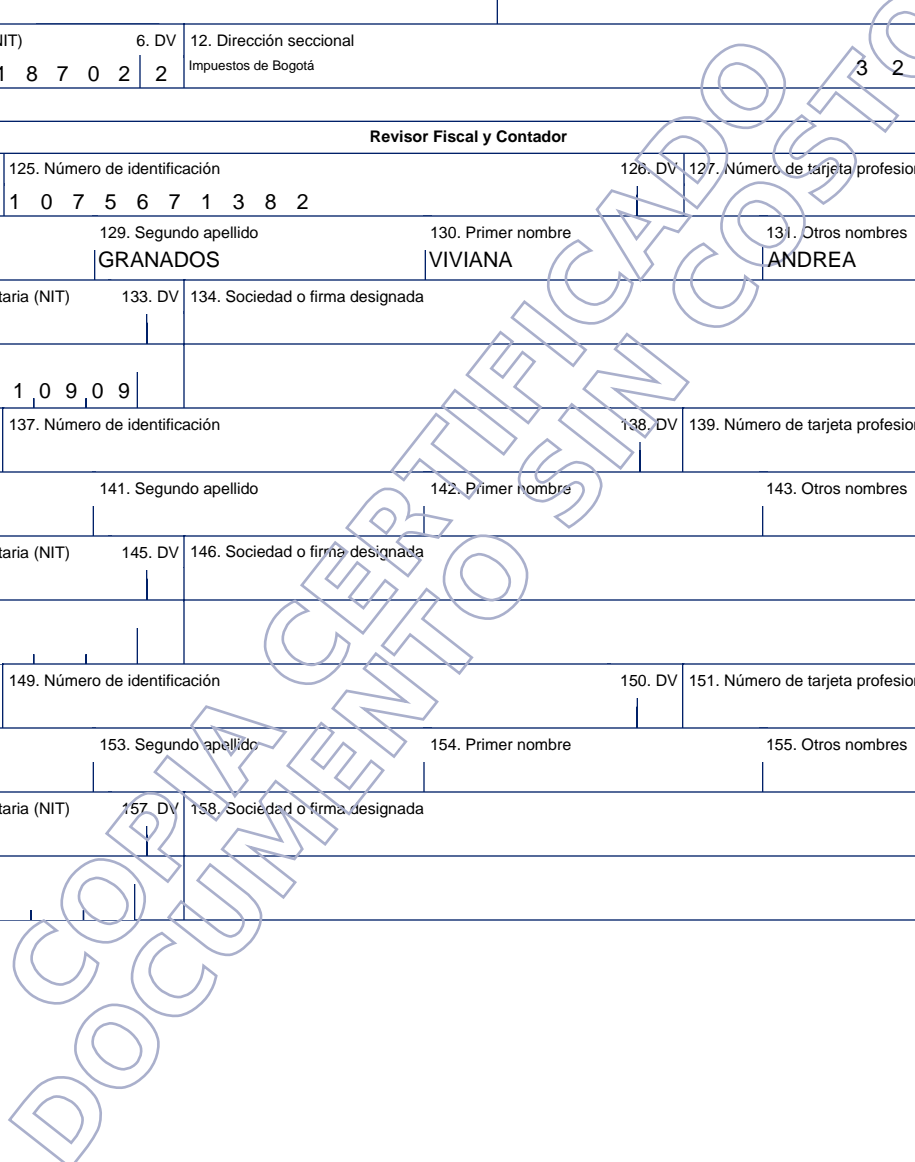 NIT) 6. DV 12. Dirección seccional
1 8 7 0 2 2 2 Impuestos de Bogotá 3 2
Revisor Fiscal y Contador
125. Número de identificación 126. DV 127. Número de tarjeta profesion
1 0 7 5 6 7 1 3 8 2
129. Segundo apellido 130. Primer nombre 131. Otros nombres
GRANADOS VIVIANA ANDREA
taria (NIT) 133. DV 134. Sociedad o firma designada
1 0 9 0 9
137. Número de identificación 138. DV 139. Número de tarjeta profesion
141. Segundo apellido 142. Primer nombre 143. Otros nombres
taria (NIT) 145. DV 146. Sociedad o firma designada
149. Número de identificación 150. DV 151. Número de tarjeta profesion
153. Segundo apellido 154. Primer nombre 155. Otros nombres
taria (NIT) 157. DV 158. Sociedad o firma designada
COPIA CERTIFICADO
DOCUMENTO SIN COSTO